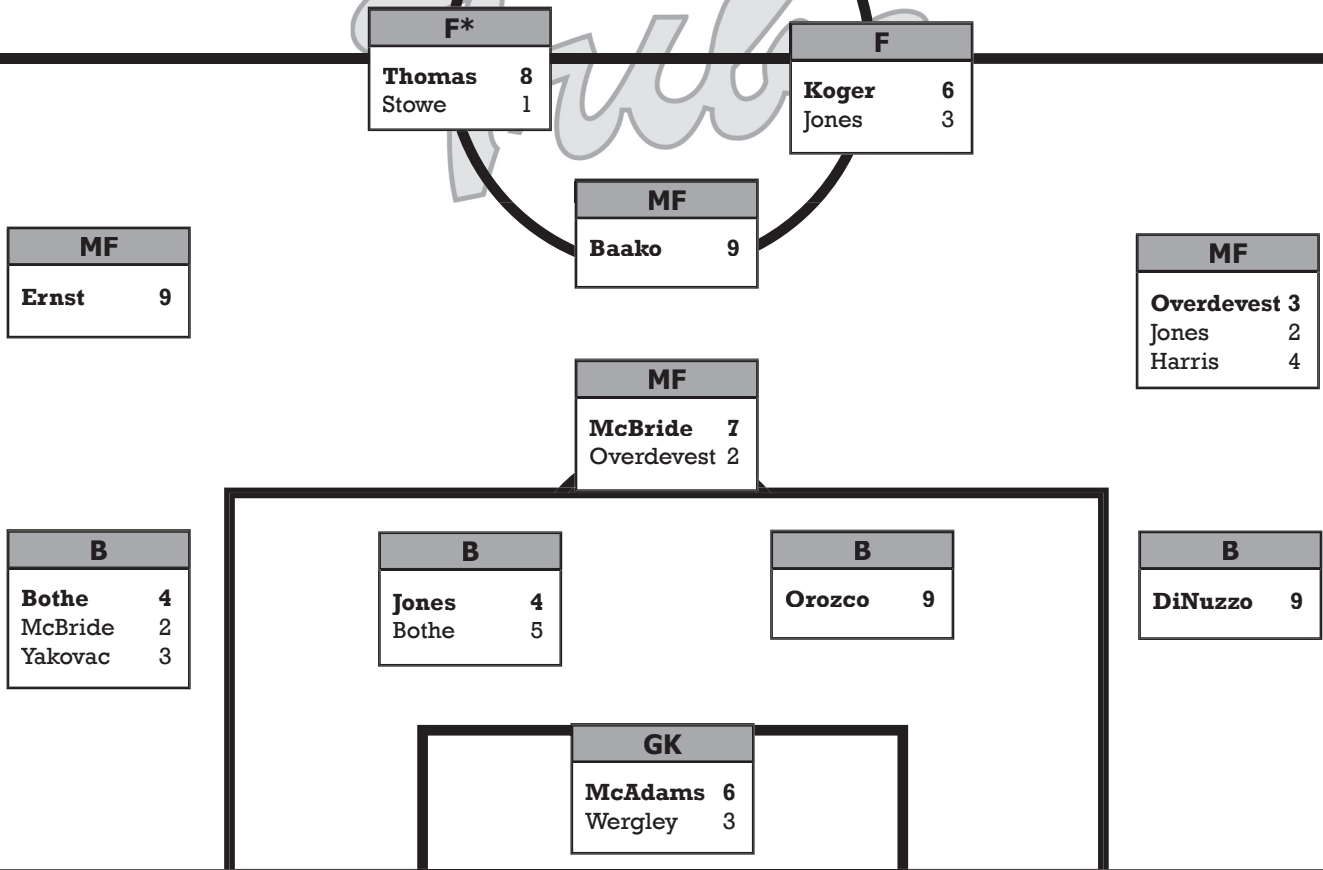 F*
Thomas 8
Stowe 1
F
Koger 6
Jones 3
MF
Baako 9
MF
Ernst 9
MF
Overdevest 3
Jones 2
Harris 4
MF
McBride 7
Overdevest 2
B
Bothe 4
McBride 2
Yakovac 3
B
Jones 4
Bothe 5
B
Orozco 9
B
DiNuzzo 9
GK
McAdams 6
Wergley 3